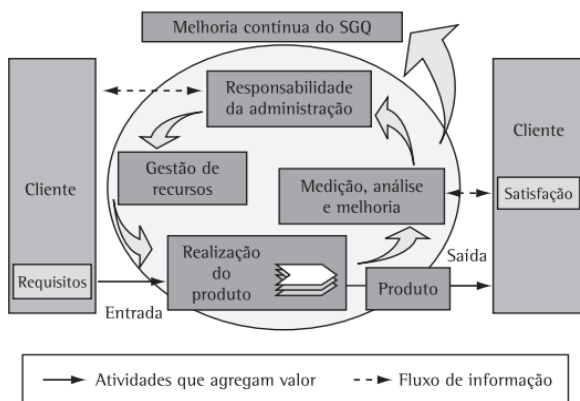 Melhoria contínua do SGQ
Responsabilidade
da administração
Cliente
Cliente
Gestão de
recursos
Medição, análise
e melhoria
Satisfação
Realização
do
produto
Saída
Requisitos
Produto
Entrada
Atividades que agregam valor
Fluxo de informação